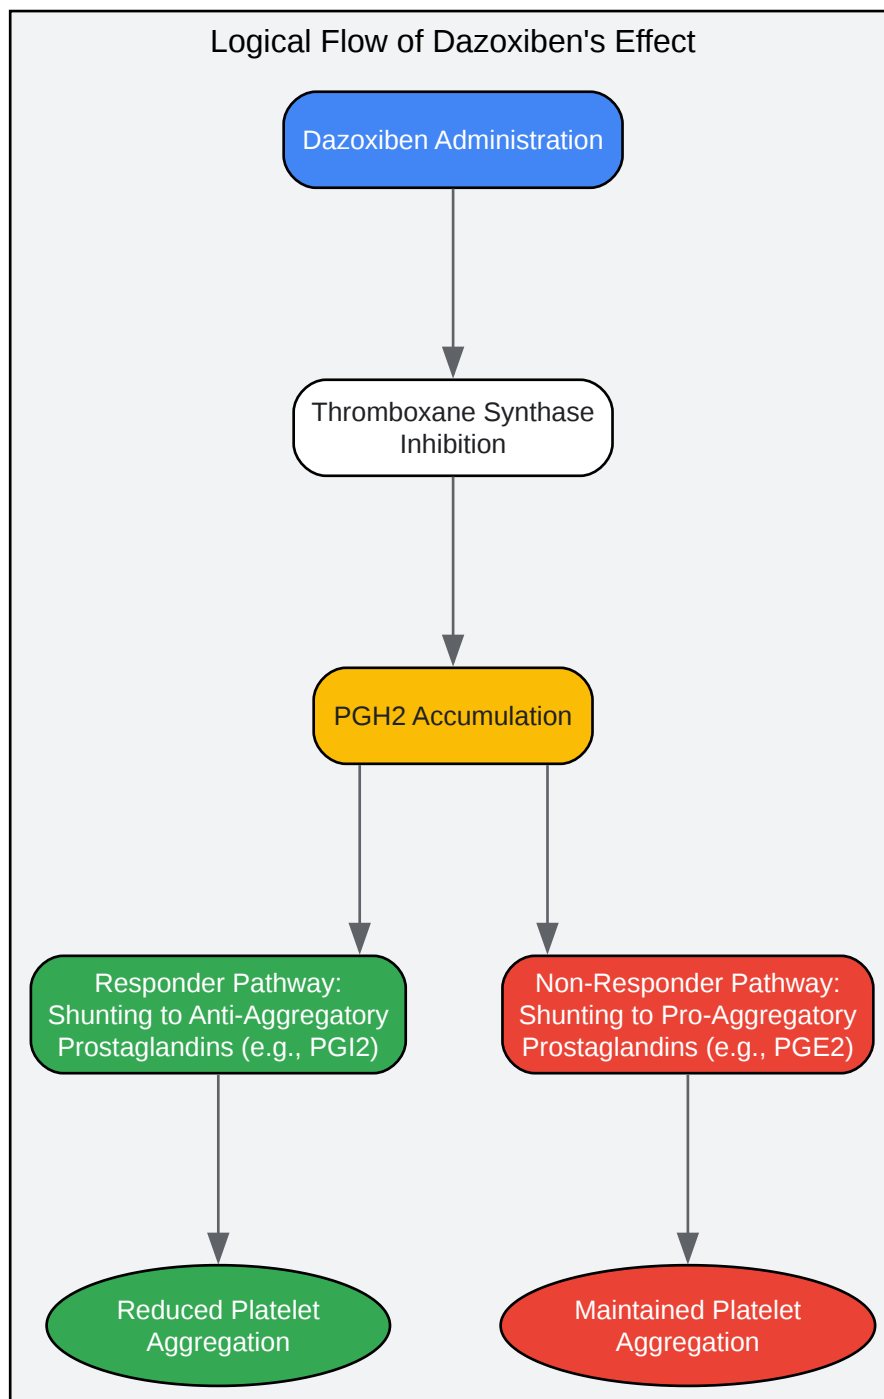 Logical Flow of Dazoxiben's Effect
Dazoxiben Administration
Thromboxane Synthase
Inhibition
PGH2 Accumulation
Responder Pathway:
Shunting to Anti-Aggregatory
Prostaglandins (e.g., PGI2)
Non-Responder Pathway:
Shunting to Pro-Aggregatory
Prostaglandins (e.g., PGE2)
Reduced Platelet
Aggregation
Maintained Platelet
Aggregation